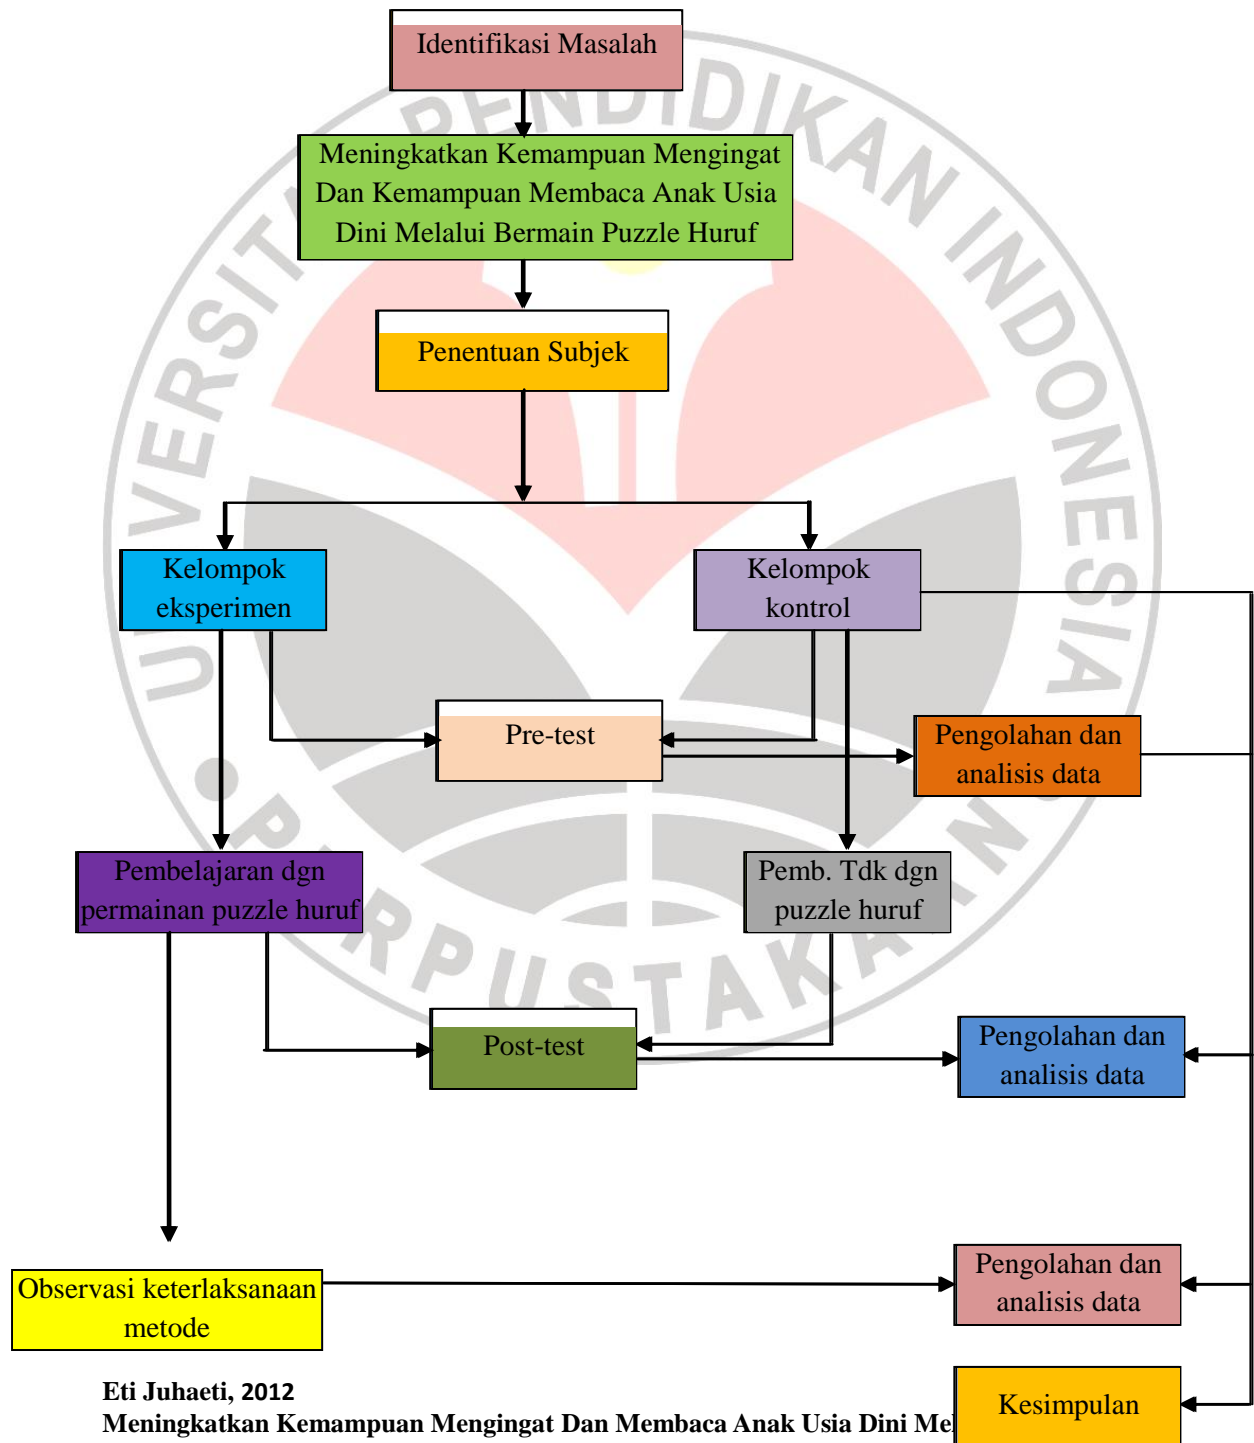 Identifikasi Masalah
Meningkatkan Kemampuan Mengingat
Dan Kemampuan Membaca Anak Usia
Dini Melalui Bermain Puzzle Huruf
Penentuan Subjek
Kelompok
eksperimen
Kelompok
kontrol
Pre-test
Pengolahan dan
analisis data
Pembelajaran dgn
permainan puzzle huruf
Pemb. Tdk dgn
puzzle huruf
Post-test
Pengolahan dan
analisis data
Observasi keterlaksanaan
metode
Pengolahan dan
analisis data
Kesimpulan
Eti Juhaeti, 2012
Meningkatkan Kemampuan Mengingat Dan Membaca Anak Usia Dini
PENDIDIKAN INDONESIA
PERPUSTAKAAN